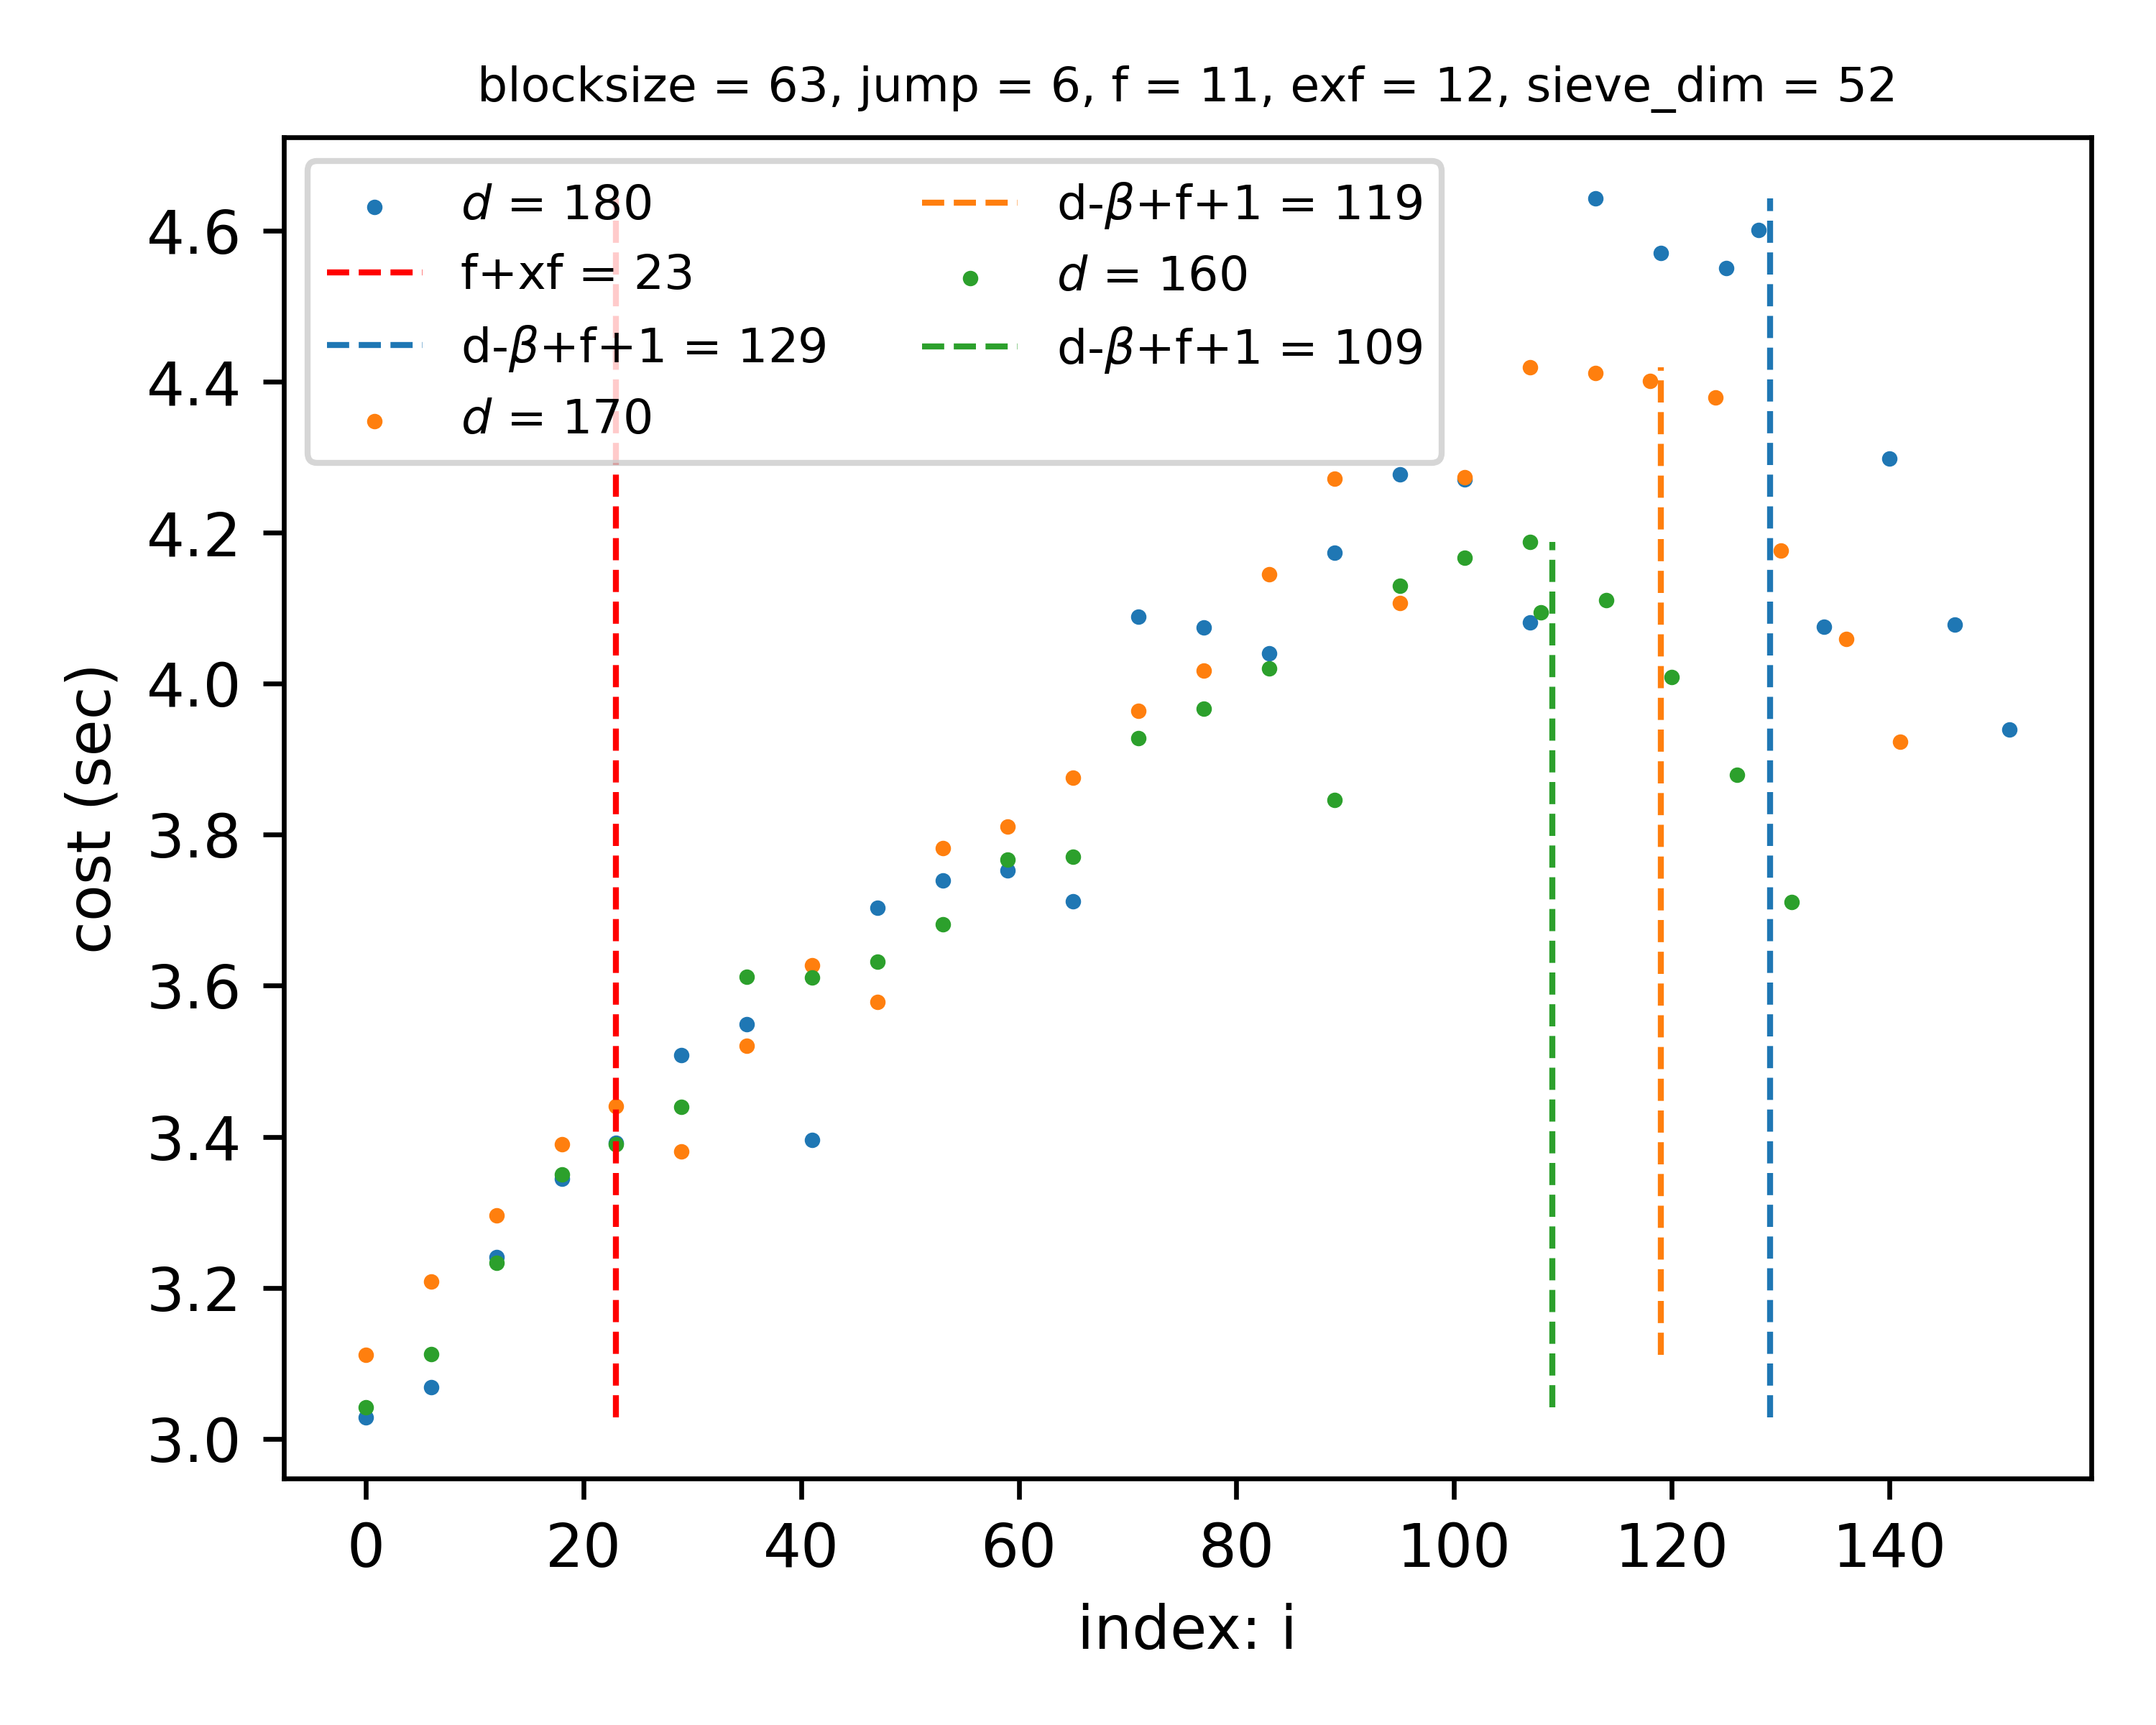 blocksize = 63, jump = 6, f = 11, exf = 12, sieve_dim = 52
d = 180
f+xf = 23
d-β+f+1 = 129
d = 170
d-β+f+1 = 119
d = 160
d-β+f+1 = 109
cost (sec)
4.6
4.4
4.2
4.0
3.8
3.6
3.4
3.2
3.0
0 20 40 60 80 100 120 140
index: i